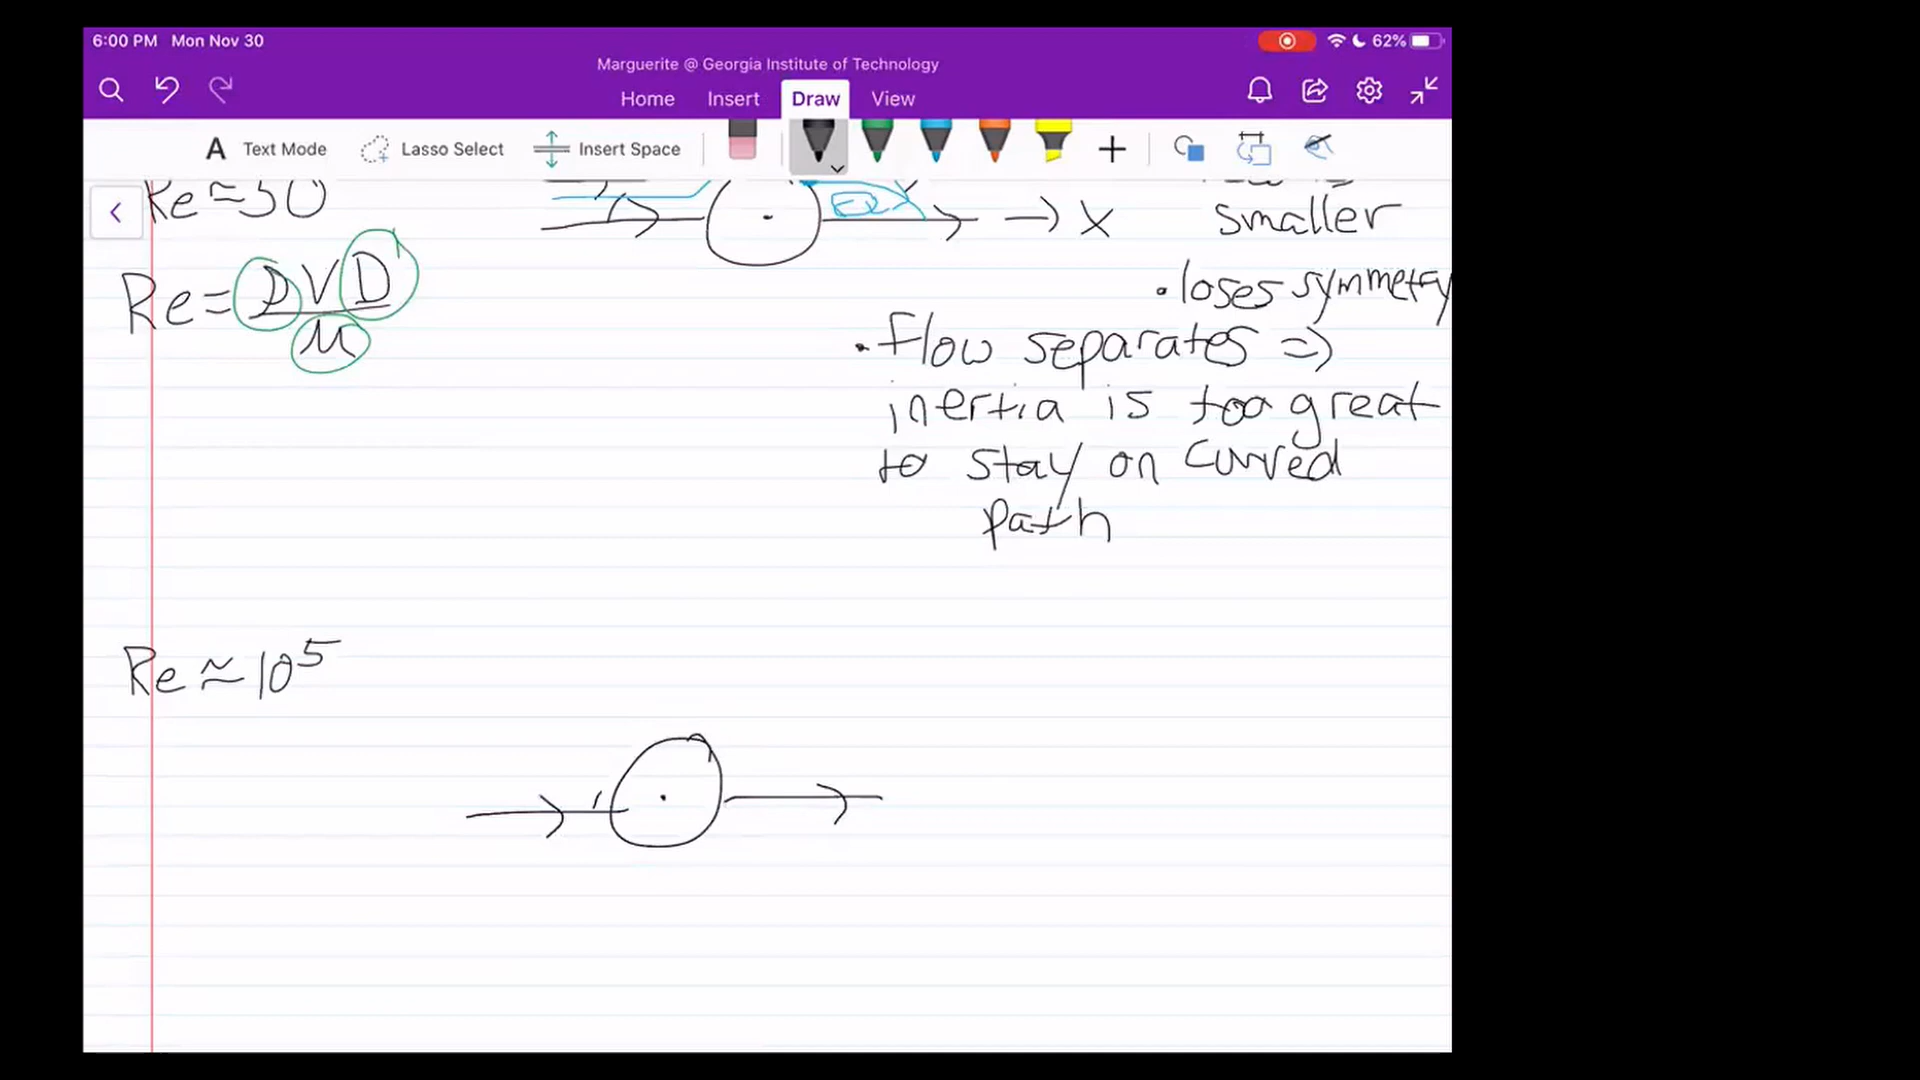 6:00 PM Mon Nov 30
62%
Marguerite @ Georgia Institute of Technology
Home Insert Draw View
A Text Mode Lasso Select Insert Space
Re≈50
→ X
smaller
Re = ρVD
μ
• loses symmetry
• Flow separates =>
inertia is too great
to stay on curved
path
Re ≈ 10⁵